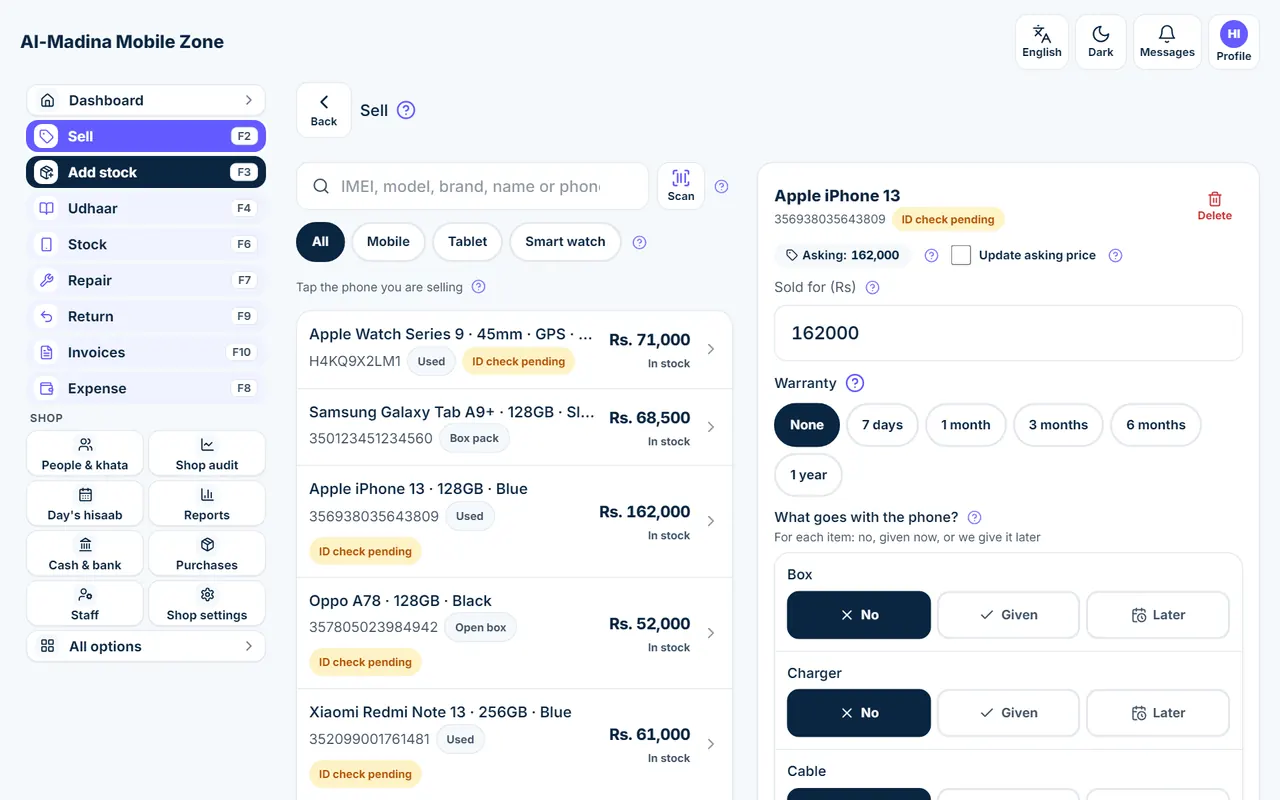 Al-Madina Mobile Zone
English
Dark
Messages
HI
Profile
Dashboard
Sell F2
Add stock F3
Udhaar F4
Stock F6
Repair F7
Return F9
Invoices F10
Expense F8
SHOP
People & khata
Shop audit
Day's hisaab
Reports
Cash & bank
Purchases
Staff
Shop settings
All options
Back
Sell ?
IMEI, model, brand, name or phon
Scan
?
All
Mobile
Tablet
Smart watch
?
Tap the phone you are selling ?
Apple Watch Series 9 · 45mm · GPS · ...
Rs. 71,000
H4KQ9X2LM1 Used ID check pending
In stock
Samsung Galaxy Tab A9+ · 128GB · Sl...
Rs. 68,500
350123451234560 Box pack
In stock
Apple iPhone 13 · 128GB · Blue
Rs. 162,000
356938035643809 Used
In stock
ID check pending
Oppo A78 · 128GB · Black
Rs. 52,000
357805023984942 Open box
In stock
ID check pending
Xiaomi Redmi Note 13 · 256GB · Blue
Rs. 61,000
352099001761481 Used
In stock
ID check pending
Apple iPhone 13
356938035643809 ID check pending
Delete
Asking: 162,000 ? Update asking price ?
Sold for (Rs) ?
162000
Warranty ?
None
7 days
1 month
3 months
6 months
1 year
What goes with the phone? ?
For each item: no, given now, or we give it later
Box
No
Given
Later
Charger
No
Given
Later
Cable